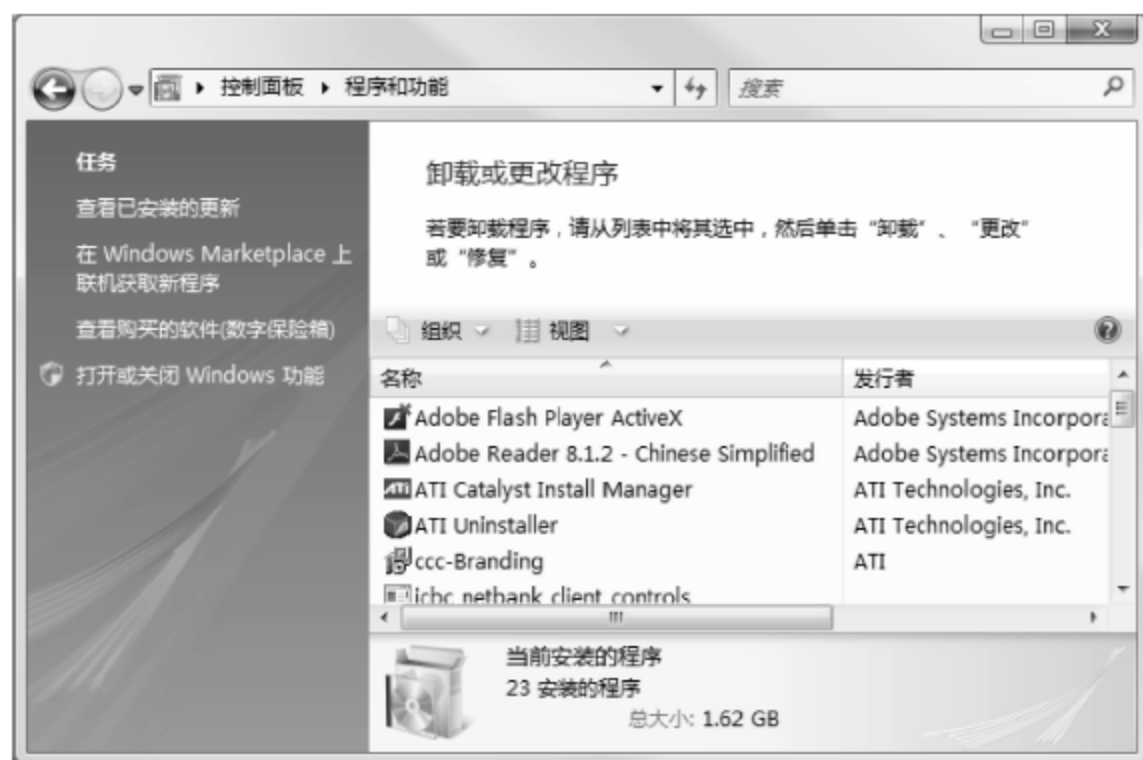 控制面板 程序和功能
搜索
任务
查看已安装的更新
在 Windows Marketplace 上
联机获取新程序
查看购买的软件(数字保险箱)
打开或关闭 Windows 功能
卸载或更改程序
若要卸载程序，请从列表中将其选中，然后单击“卸载”、“更改”
或“修复”。
组织 视图
名称 发行者
Adobe Flash Player ActiveX Adobe Systems Incorpora
Adobe Reader 8.1.2 - Chinese Simplified Adobe Systems Incorpora
ATI Catalyst Install Manager ATI Technologies, Inc.
ATI Uninstaller ATI Technologies, Inc.
ccc-Branding ATI
icbc netbank client controls
当前安装的程序
23 安装的程序
总大小: 1.62 GB